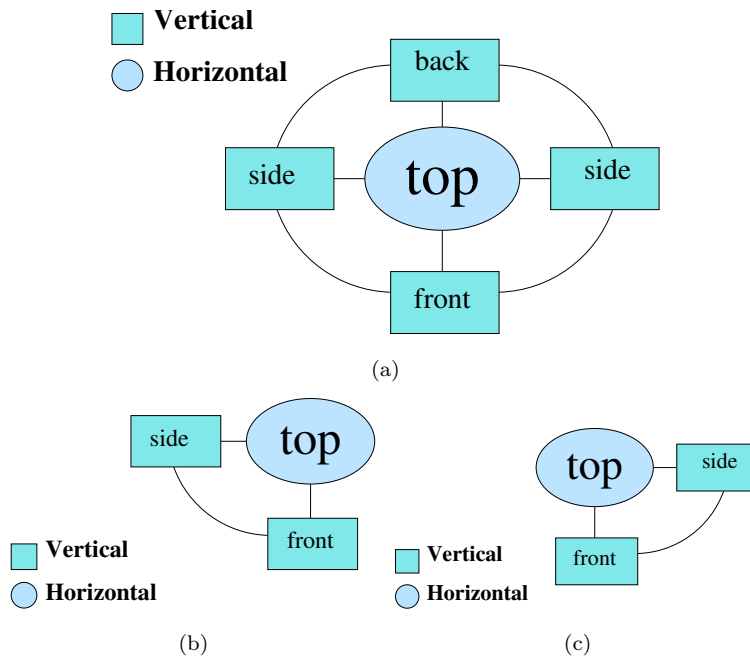 Vertical
Horizontal
back
side
top
side
front
(a)
side
top
front
Vertical
Horizontal
(b)
top
side
front
Vertical
Horizontal
(c)